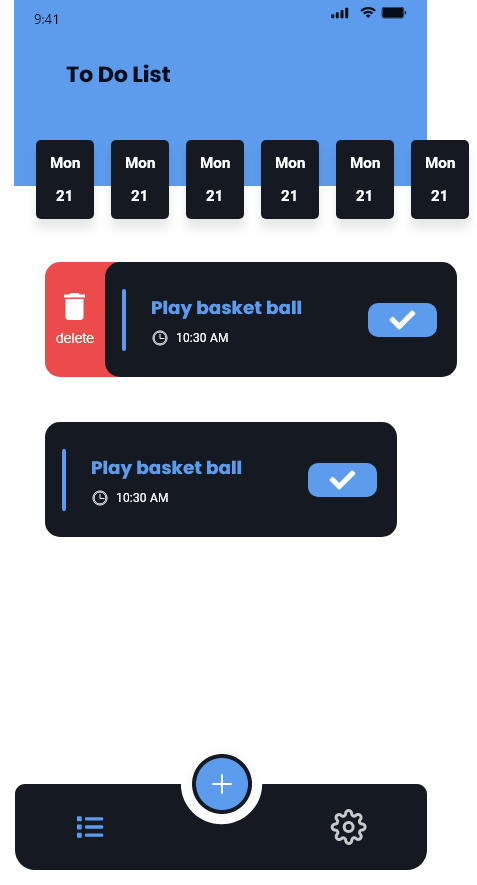 9:41
To Do List
Mon Mon Mon Mon Mon Mon
21 21 21 21 21 21
Play basket ball
delete
10:30 AM
Play basket ball
10:30 AM